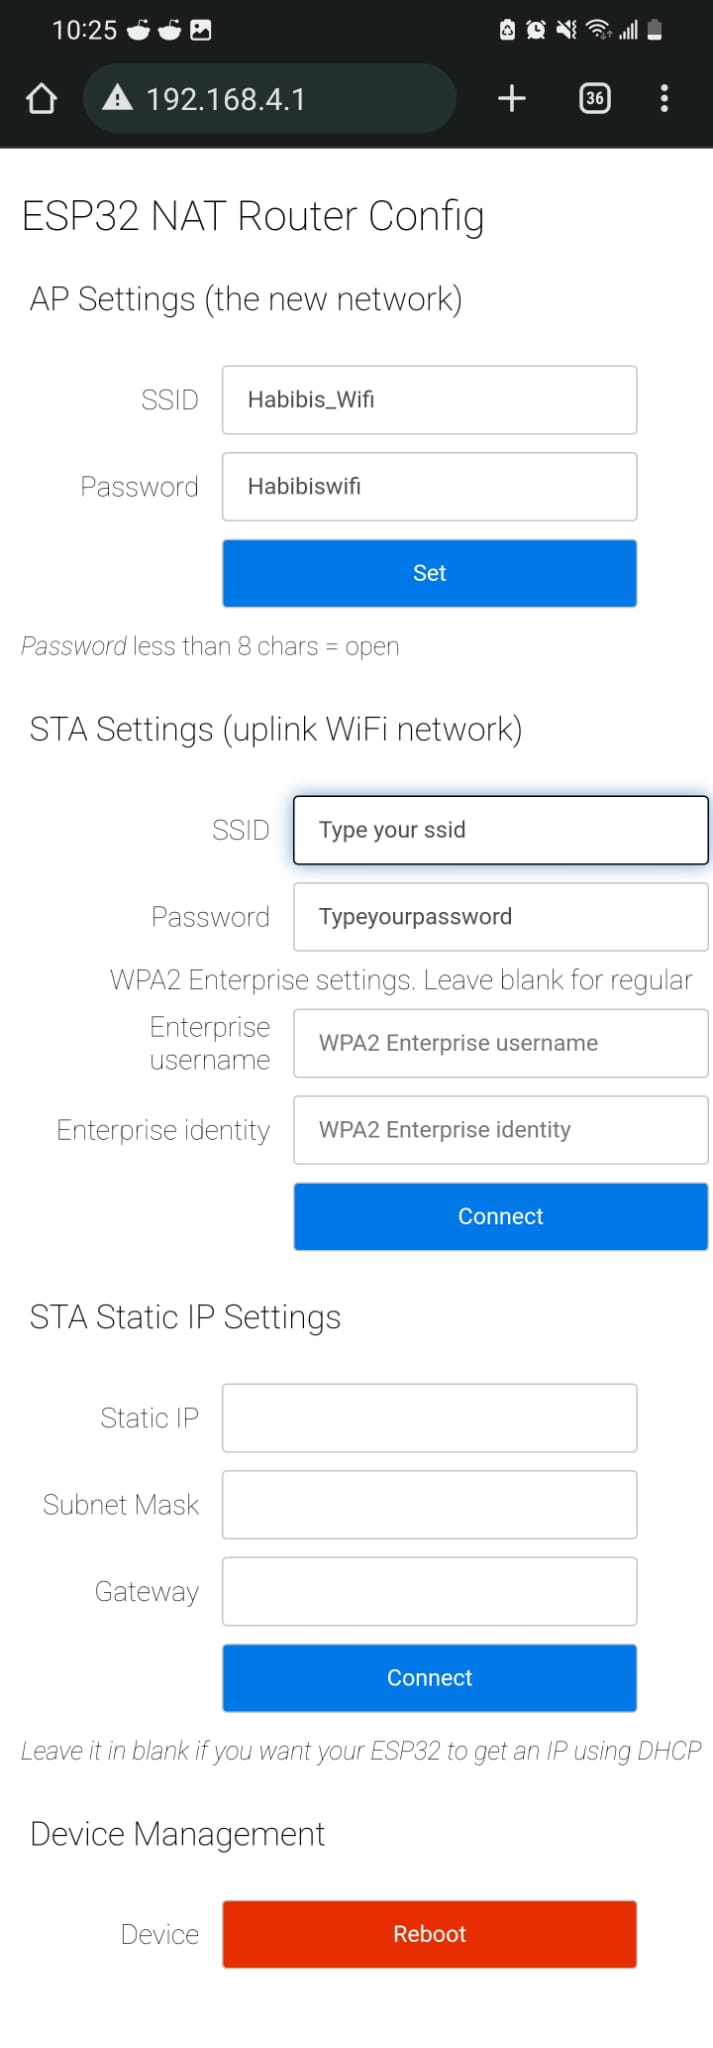 10:25
192.168.4.1
36
ESP32 NAT Router Config
AP Settings (the new network)
SSID Habibis_Wifi
Password Habibiswifi
Set
Password less than 8 chars = open
STA Settings (uplink WiFi network)
SSID Type your ssid
Password Typeyourpassword
WPA2 Enterprise settings. Leave blank for regular
Enterprise
username WPA2 Enterprise username
Enterprise identity WPA2 Enterprise identity
Connect
STA Static IP Settings
Static IP
Subnet Mask
Gateway
Connect
Leave it in blank if you want your ESP32 to get an IP using DHCP
Device Management
Device Reboot